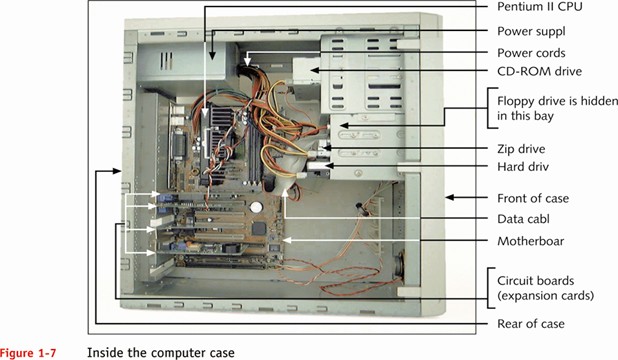 Pentium II CPU
Power suppl
Power cords
CD-ROM drive
Floppy drive is hidden
in this bay
Zip drive
Hard driv
Front of case
Data cabl
Motherboar
Circuit boards
(expansion cards)
Rear of case
Figure 1-7 Inside the computer case